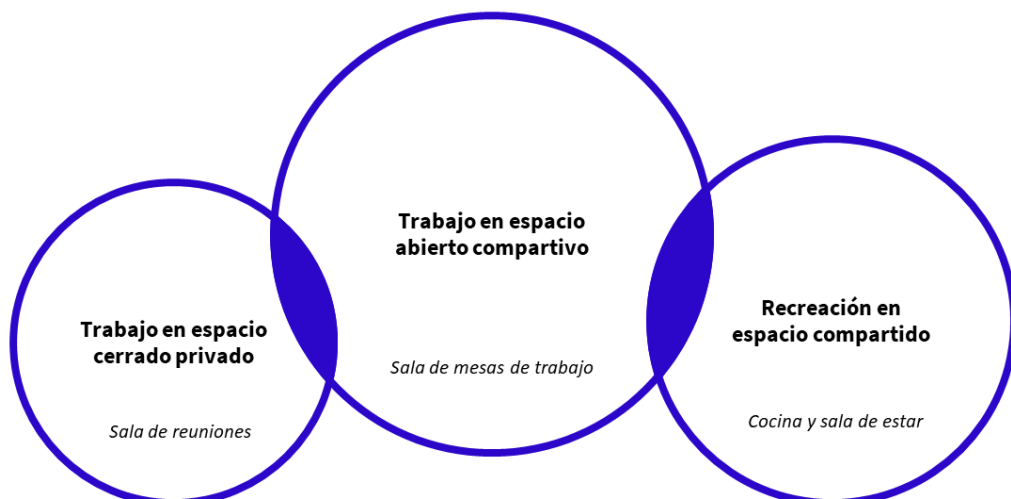 Trabajo en espacio
cerrado privado
Sala de reuniones
Trabajo en espacio
abierto compartivo
Sala de mesas de trabajo
Recreación en
espacio compartido
Cocina y sala de estar